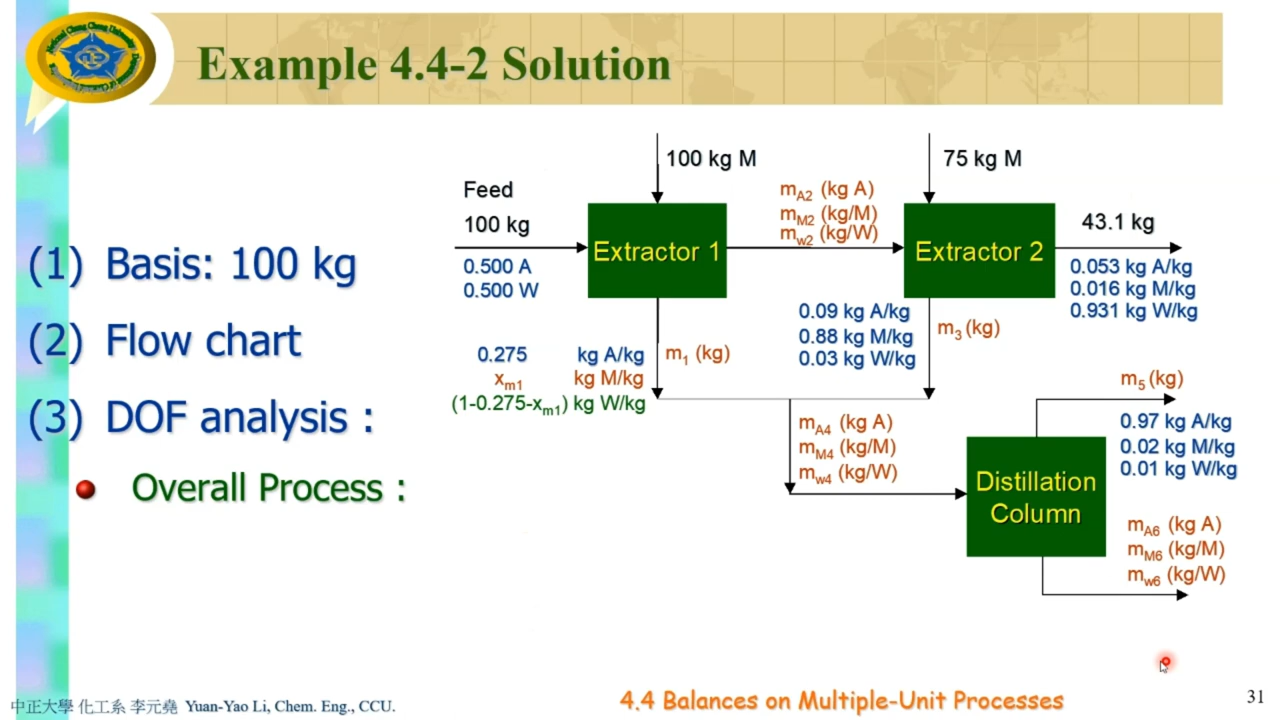 Example 4.4-2 Solution
(1) Basis: 100 kg
(2) Flow chart
(3) DOF analysis :
Overall Process :
100 kg M
75 kg M
Feed
100 kg
0.500 A
0.500 W
Extractor 1
mA2 (kg A)
mM2 (kg/M)
mw2 (kg/W)
Extractor 2
43.1 kg
0.053 kg A/kg
0.016 kg M/kg
0.931 kg W/kg
0.275 kg A/kg
xm1 kg M/kg
(1-0.275-xm1) kg W/kg
m1 (kg)
0.09 kg A/kg
0.88 kg M/kg
0.03 kg W/kg
m3 (kg)
mA4 (kg A)
mM4 (kg/M)
mw4 (kg/W)
m5 (kg)
0.97 kg A/kg
0.02 kg M/kg
0.01 kg W/kg
Distillation
Column
mA6 (kg A)
mM6 (kg/M)
mw6 (kg/W)
中正大學 化工系 李元堯 Yuan-Yao Li, Chem. Eng., CCU.
4.4 Balances on Multiple-Unit Processes
31